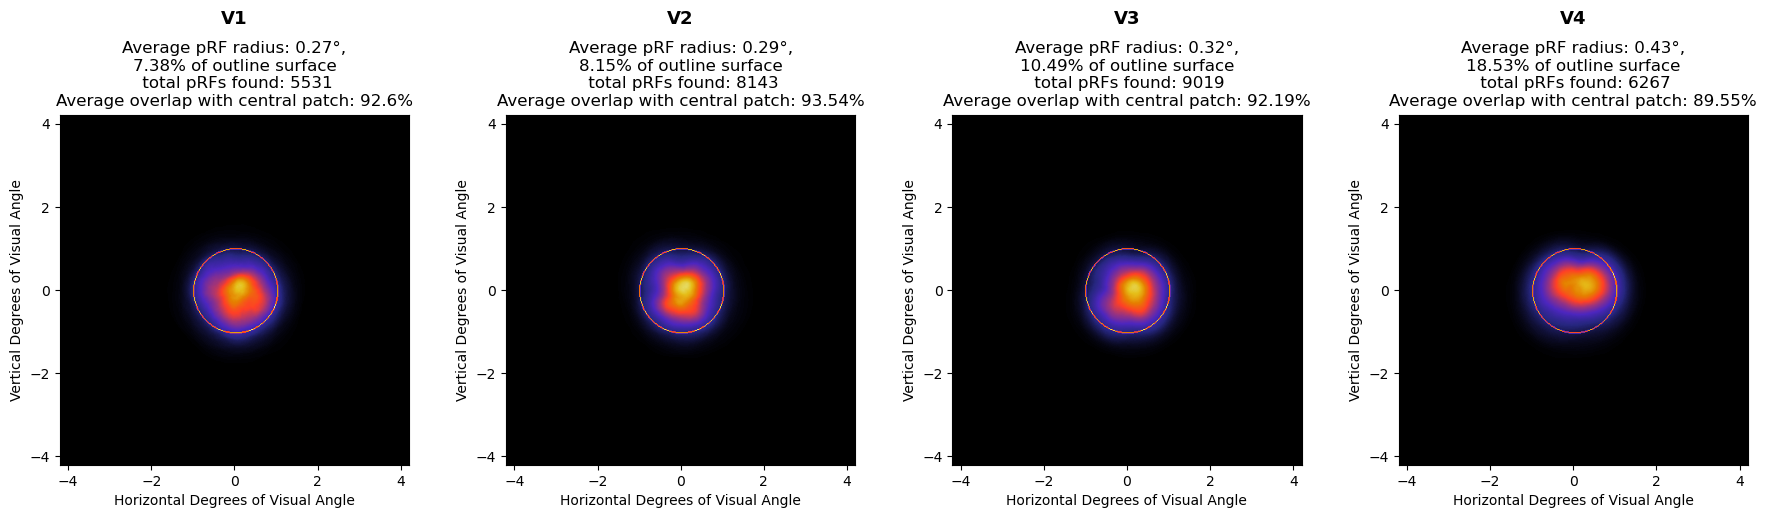 V1
Average pRF radius: 0.27°,
7.38% of outline surface
total pRFs found: 5531
Average overlap with central patch: 92.6%
4
2
0
−2
−4
−4
−2
0
2
4
Vertical Degrees of Visual Angle
Horizontal Degrees of Visual Angle
V2
Average pRF radius: 0.29°,
8.15% of outline surface
total pRFs found: 8143
Average overlap with central patch: 93.54%
4
2
0
−2
−4
−4
−2
0
2
4
Vertical Degrees of Visual Angle
Horizontal Degrees of Visual Angle
V3
Average pRF radius: 0.32°,
10.49% of outline surface
total pRFs found: 9019
Average overlap with central patch: 92.19%
4
2
0
−2
−4
−4
−2
0
2
4
Vertical Degrees of Visual Angle
Horizontal Degrees of Visual Angle
V4
Average pRF radius: 0.43°,
18.53% of outline surface
total pRFs found: 6267
Average overlap with central patch: 89.55%
4
2
0
−2
−4
−4
−2
0
2
4
Vertical Degrees of Visual Angle
Horizontal Degrees of Visual Angle